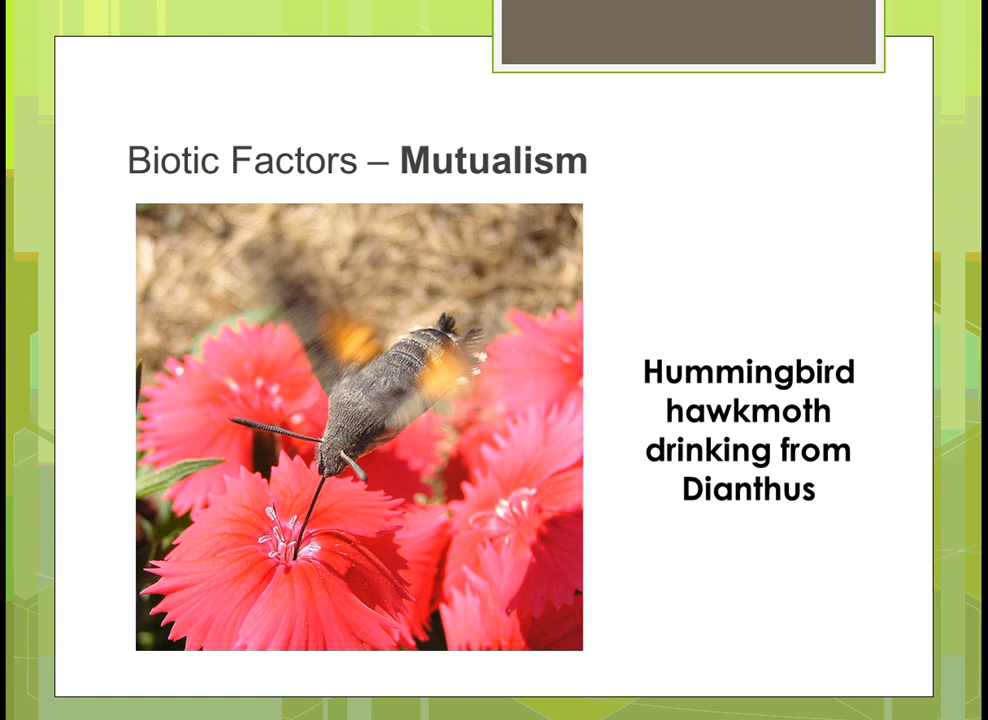 Biotic Factors – Mutualism
Hummingbird
hawkmoth
drinking from
Dianthus